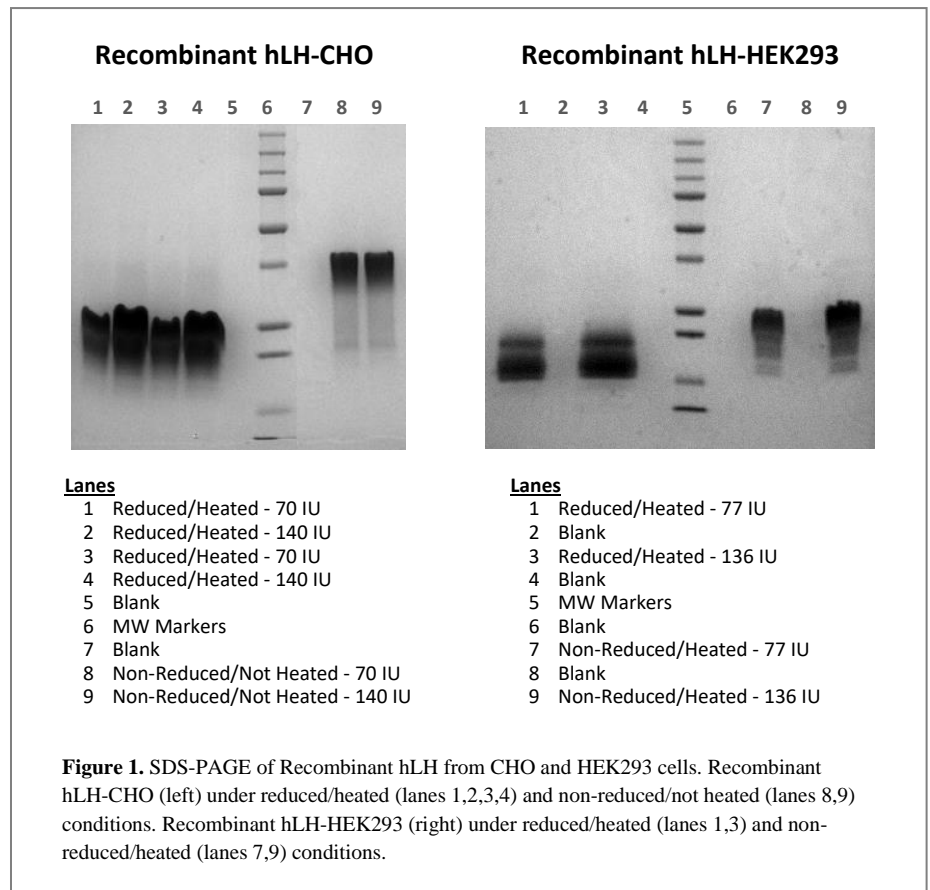 Recombinant hLH-CHO
1 2 3 4 5 6 7 8 9
Lanes
1 Reduced/Heated - 70 IU
2 Reduced/Heated - 140 IU
3 Reduced/Heated - 70 IU
4 Reduced/Heated - 140 IU
5 Blank
6 MW Markers
7 Blank
8 Non-Reduced/Not Heated - 70 IU
9 Non-Reduced/Not Heated - 140 IU
Recombinant hLH-HEK293
1 2 3 4 5 6 7 8 9
Lanes
1 Reduced/Heated - 77 IU
2 Blank
3 Reduced/Heated - 136 IU
4 Blank
5 MW Markers
6 Blank
7 Non-Reduced/Heated - 77 IU
8 Blank
9 Non-Reduced/Heated - 136 IU
Figure 1. SDS-PAGE of Recombinant hLH from CHO and HEK293 cells. Recombinant
hLH-CHO (left) under reduced/heated (lanes 1,2,3,4) and non-reduced/not heated (lanes 8,9)
conditions. Recombinant hLH-HEK293 (right) under reduced/heated (lanes 1,3) and non-
reduced/heated (lanes 7,9) conditions.